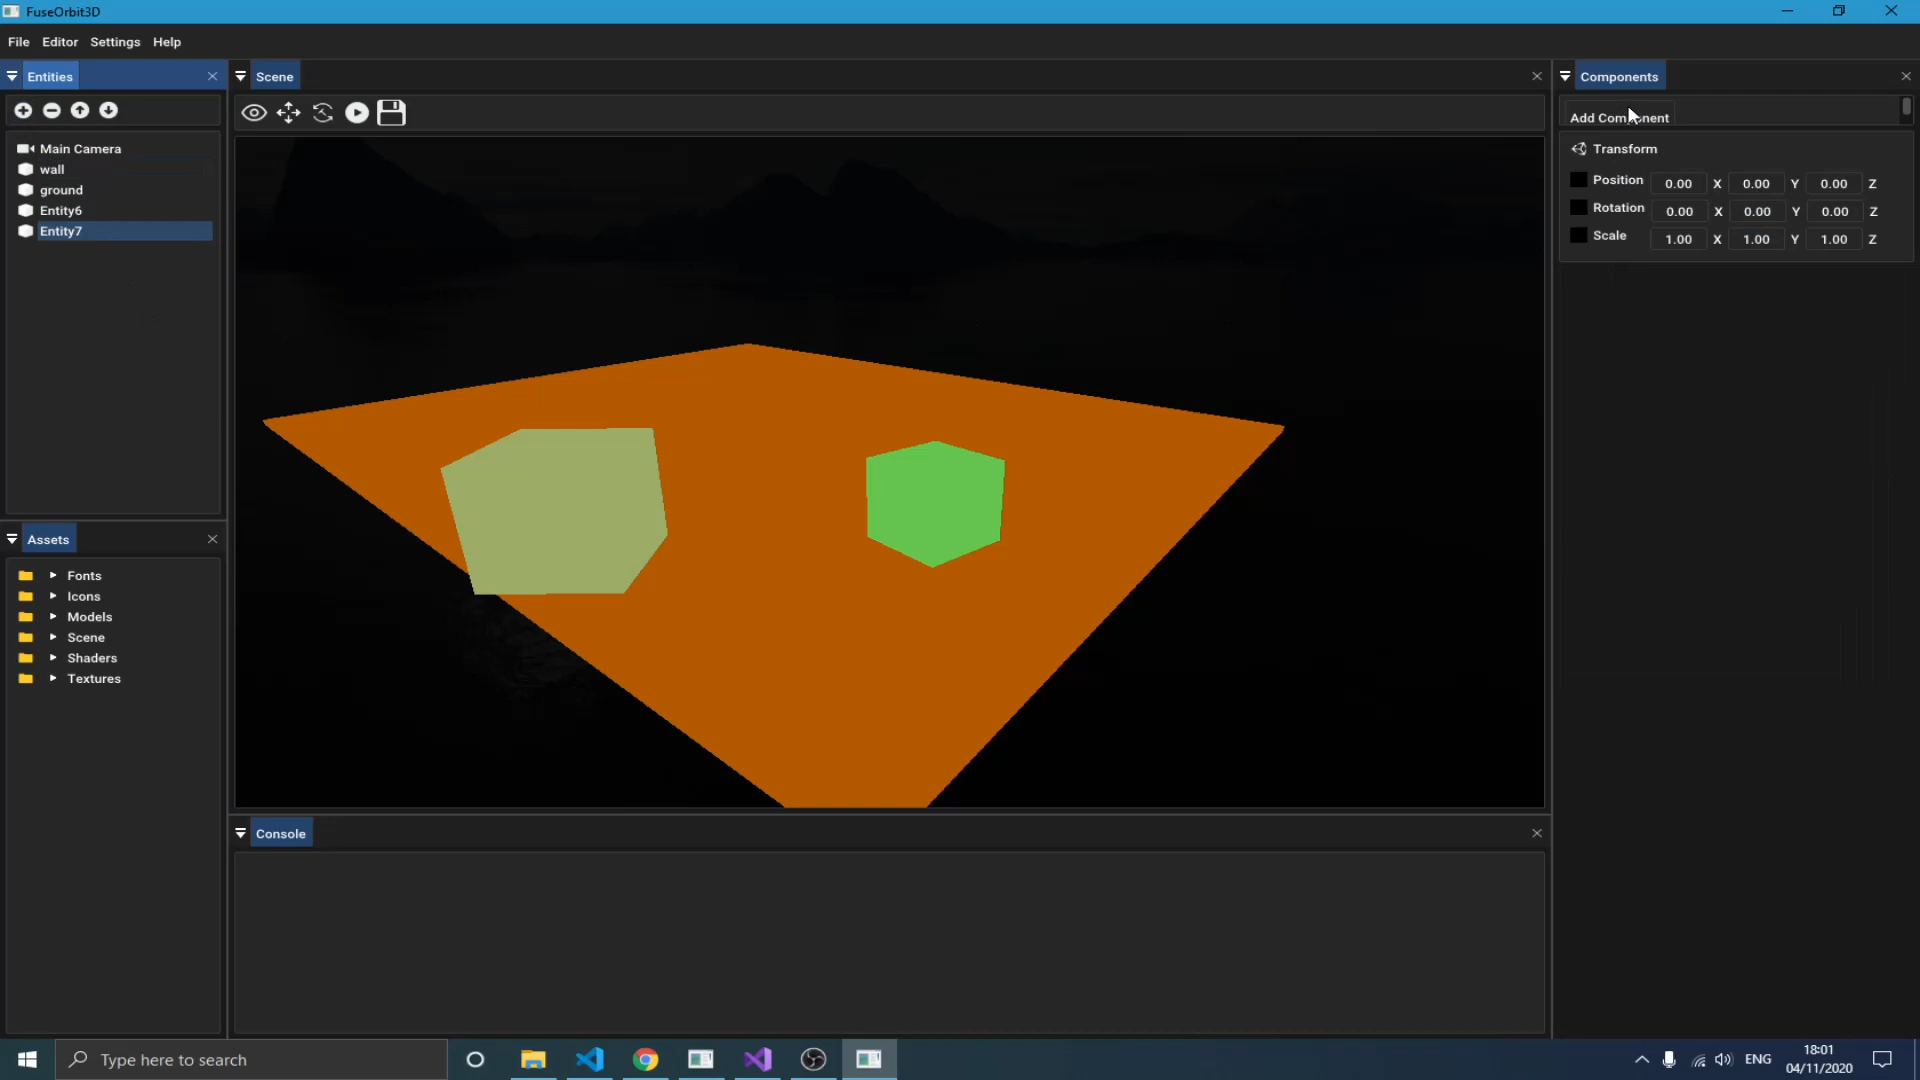 FuseOrbit3D
File Editor Settings Help
Entities
Main Camera
wall
ground
Entity6
Entity7
Assets
Fonts
Icons
Models
Scene
Shaders
Textures
Scene
Console
Components
Add Component
Transform
Position 0.00 X 0.00 Y 0.00 Z
Rotation 0.00 X 0.00 Y 0.00 Z
Scale 1.00 X 1.00 Y 1.00 Z
Type here to search
ENG
18:01
04/11/2020